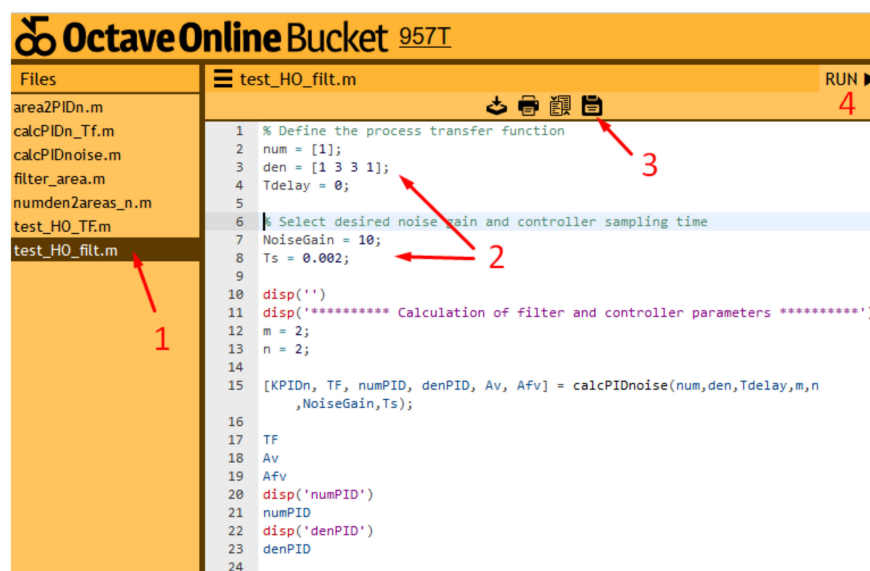 Octave Online Bucket 957T
Files
test_HO_filt.m
RUN
area2PIDn.m
calcPIDn_Tf.m
calcPIDnoise.m
filter_area.m
numden2areas_n.m
test_HO_TF.m
test_HO_filt.m
1
2
3
4
1 % Define the process transfer function
2 num = [1];
3 den = [1 3 3 1];
4 Tdelay = 0;
5
6 % Select desired noise gain and controller sampling time
7 NoiseGain = 10;
8 Ts = 0.002;
9
10 disp('')
11 disp('********** Calculation of filter and controller parameters **********')
12 m = 2;
13 n = 2;
14
15 [KPIDn, TF, numPID, denPID, Av, Afv] = calcPIDnoise(num,den,Tdelay,m,n
,NoiseGain,Ts);
16
17 TF
18 Av
19 Afv
20 disp('numPID')
21 numPID
22 disp('denPID')
23 denPID
24